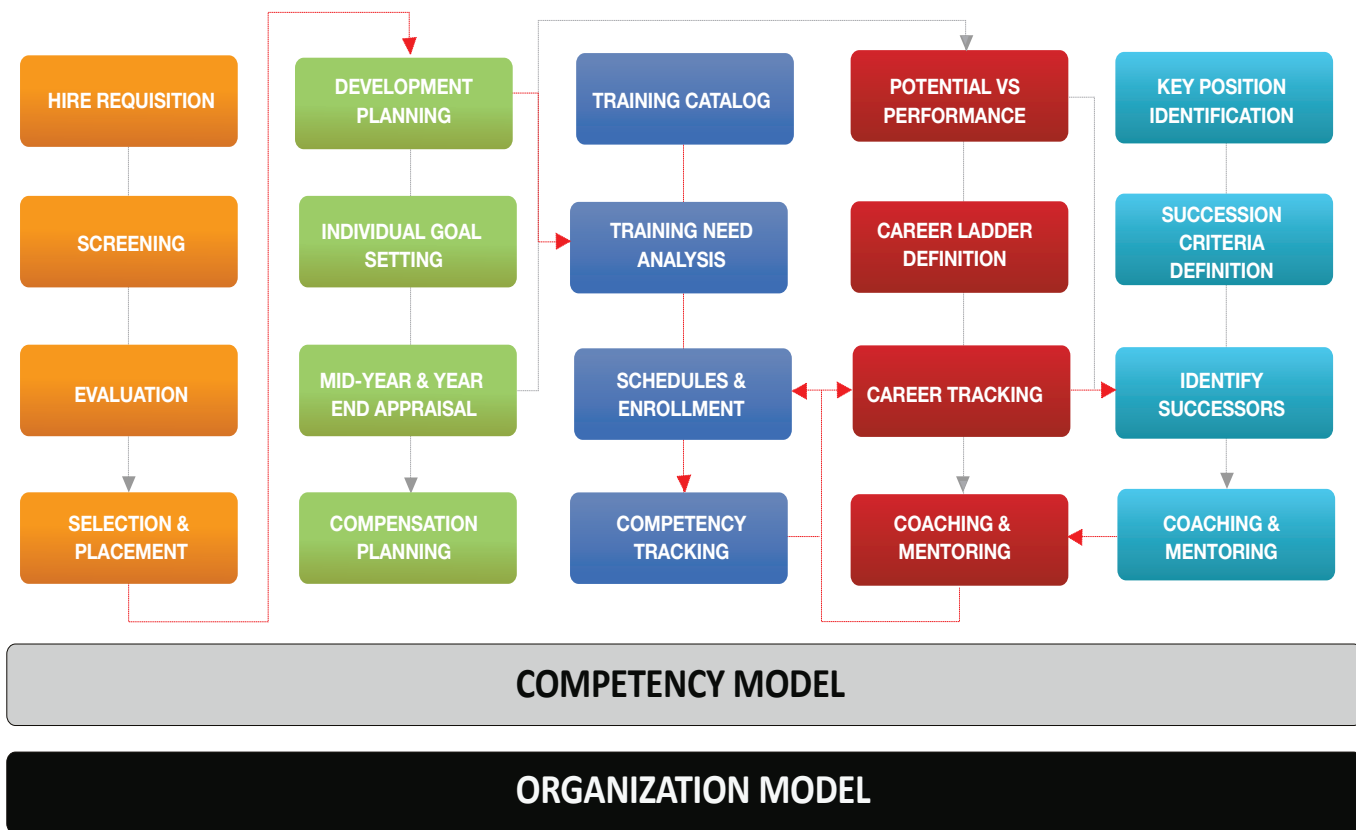 HIRE REQUISITION
SCREENING
EVALUATION
SELECTION &
PLACEMENT
DEVELOPMENT
PLANNING
INDIVIDUAL GOAL
SETTING
MID-YEAR & YEAR
END APPRAISAL
COMPENSATION
PLANNING
TRAINING CATALOG
TRAINING NEED
ANALYSIS
SCHEDULES &
ENROLLMENT
COMPETENCY
TRACKING
POTENTIAL VS
PERFORMANCE
CAREER LADDER
DEFINITION
CAREER TRACKING
COACHING &
MENTORING
KEY POSITION
IDENTIFICATION
SUCCESSION
CRITERIA
DEFINITION
IDENTIFY
SUCCESSORS
COACHING &
MENTORING
COMPETENCY MODEL
ORGANIZATION MODEL